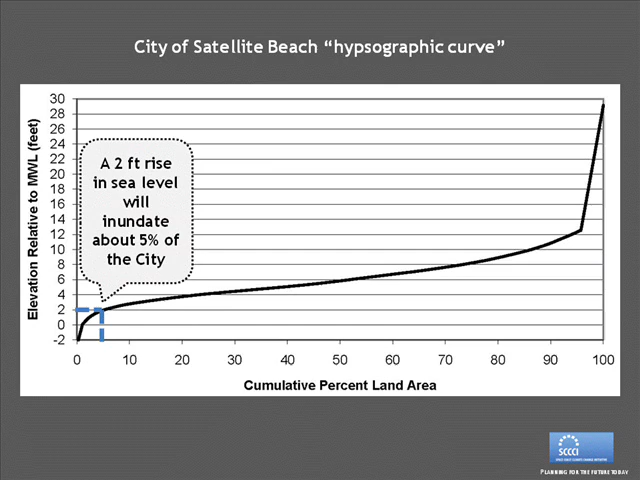 City of Satellite Beach “hypsographic curve”
Elevation Relative to MWL (feet)
30
28
26
24
22
20
18
16
14
12
10
8
6
4
2
0
-2
A 2 ft rise
in sea level
will
inundate
about 5% of
the City
0 10 20 30 40 50 60 70 80 90 100
Cumulative Percent Land Area
SCCCI
PLANNING FOR THE FUTURE TODAY